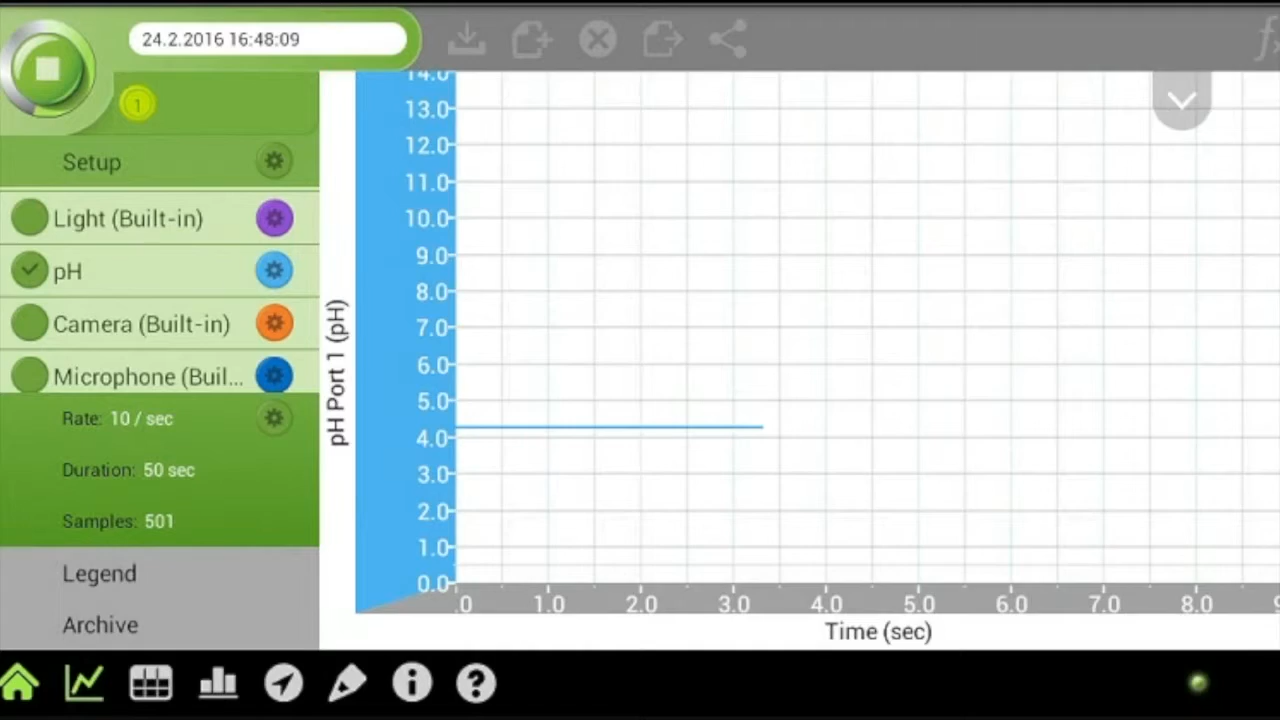 24.2.2016 16:48:09
1
Setup
Light (Built-in)
pH
Camera (Built-in)
Microphone (Buil...
Rate: 10 / sec
Duration: 50 sec
Samples: 501
Legend
Archive
pH Port 1 (pH)
14.0
13.0
12.0
11.0
10.0
9.0
8.0
7.0
6.0
5.0
4.0
3.0
2.0
1.0
0.0
.0 1.0 2.0 3.0 4.0 5.0 6.0 7.0 8.0
Time (sec)
i ?